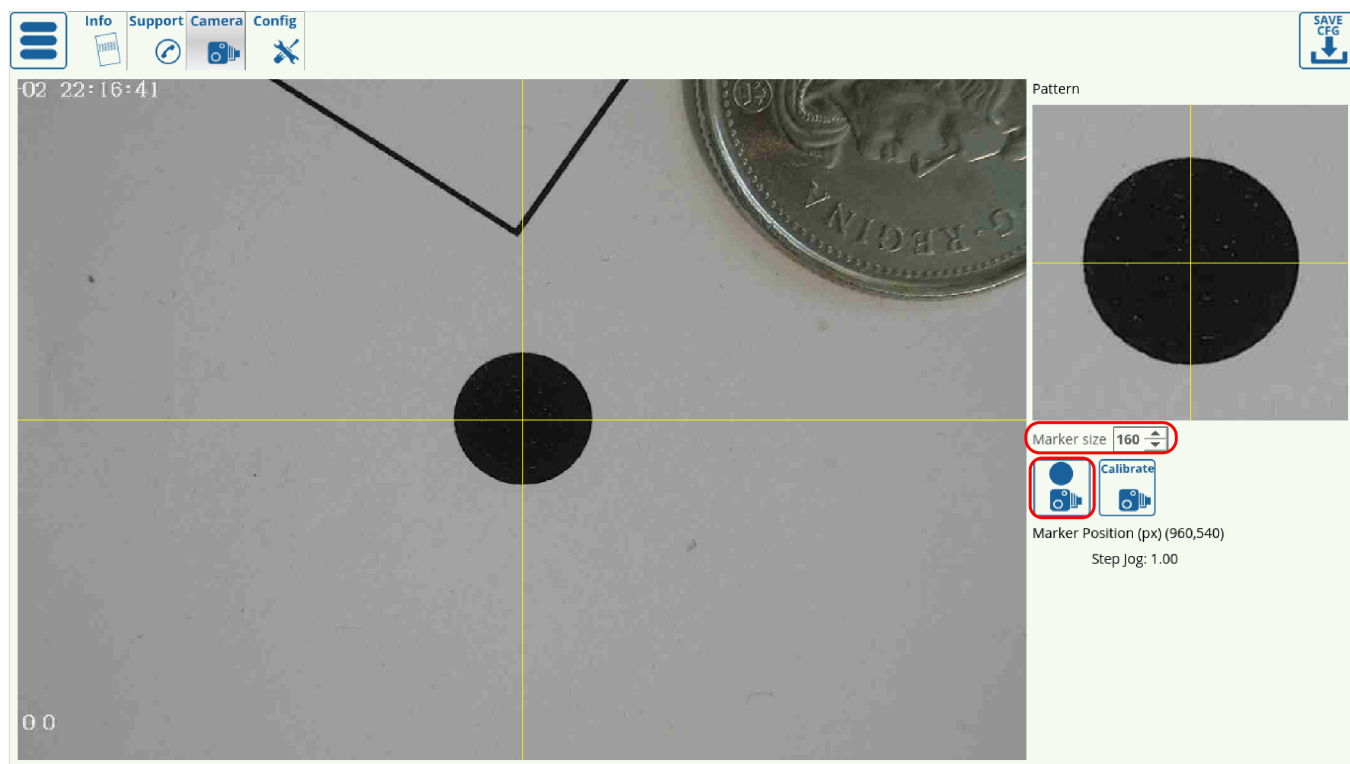 Info Support Camera Config
SAVE
CFG
-02 22:16:41
Pattern
G·REGINA
Marker size 160
Calibrate
Marker Position (px) (960,540)
Step Jog: 1.00
0 0